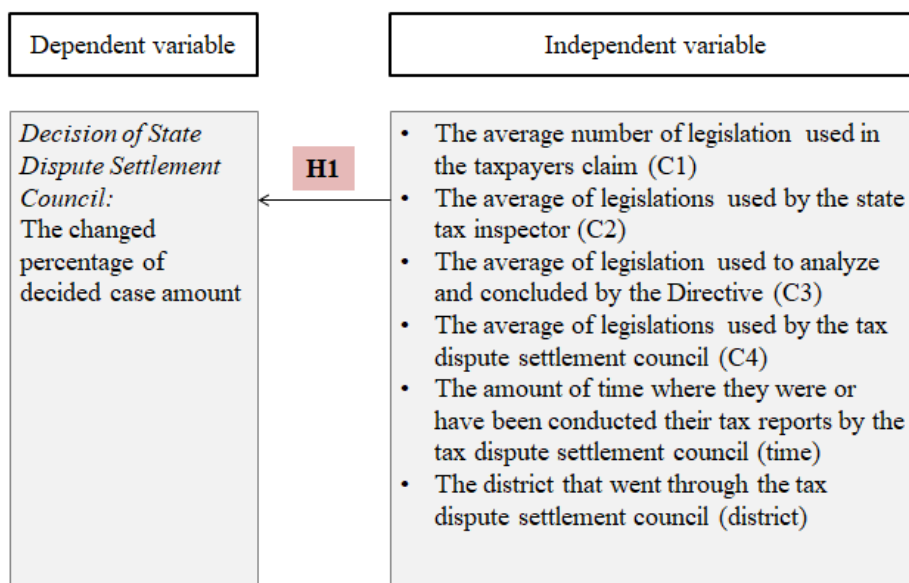 Dependent variable
Independent variable
Decision of State
Dispute Settlement
Council:
The changed
percentage of
decided case amount
H1
• The average number of legislation used in
the taxpayers claim (C1)
• The average of legislations used by the state
tax inspector (C2)
• The average of legislation used to analyze
and concluded by the Directive (C3)
• The average of legislations used by the tax
dispute settlement council (C4)
• The amount of time where they were or
have been conducted their tax reports by the
tax dispute settlement council (time)
• The district that went through the tax
dispute settlement council (district)